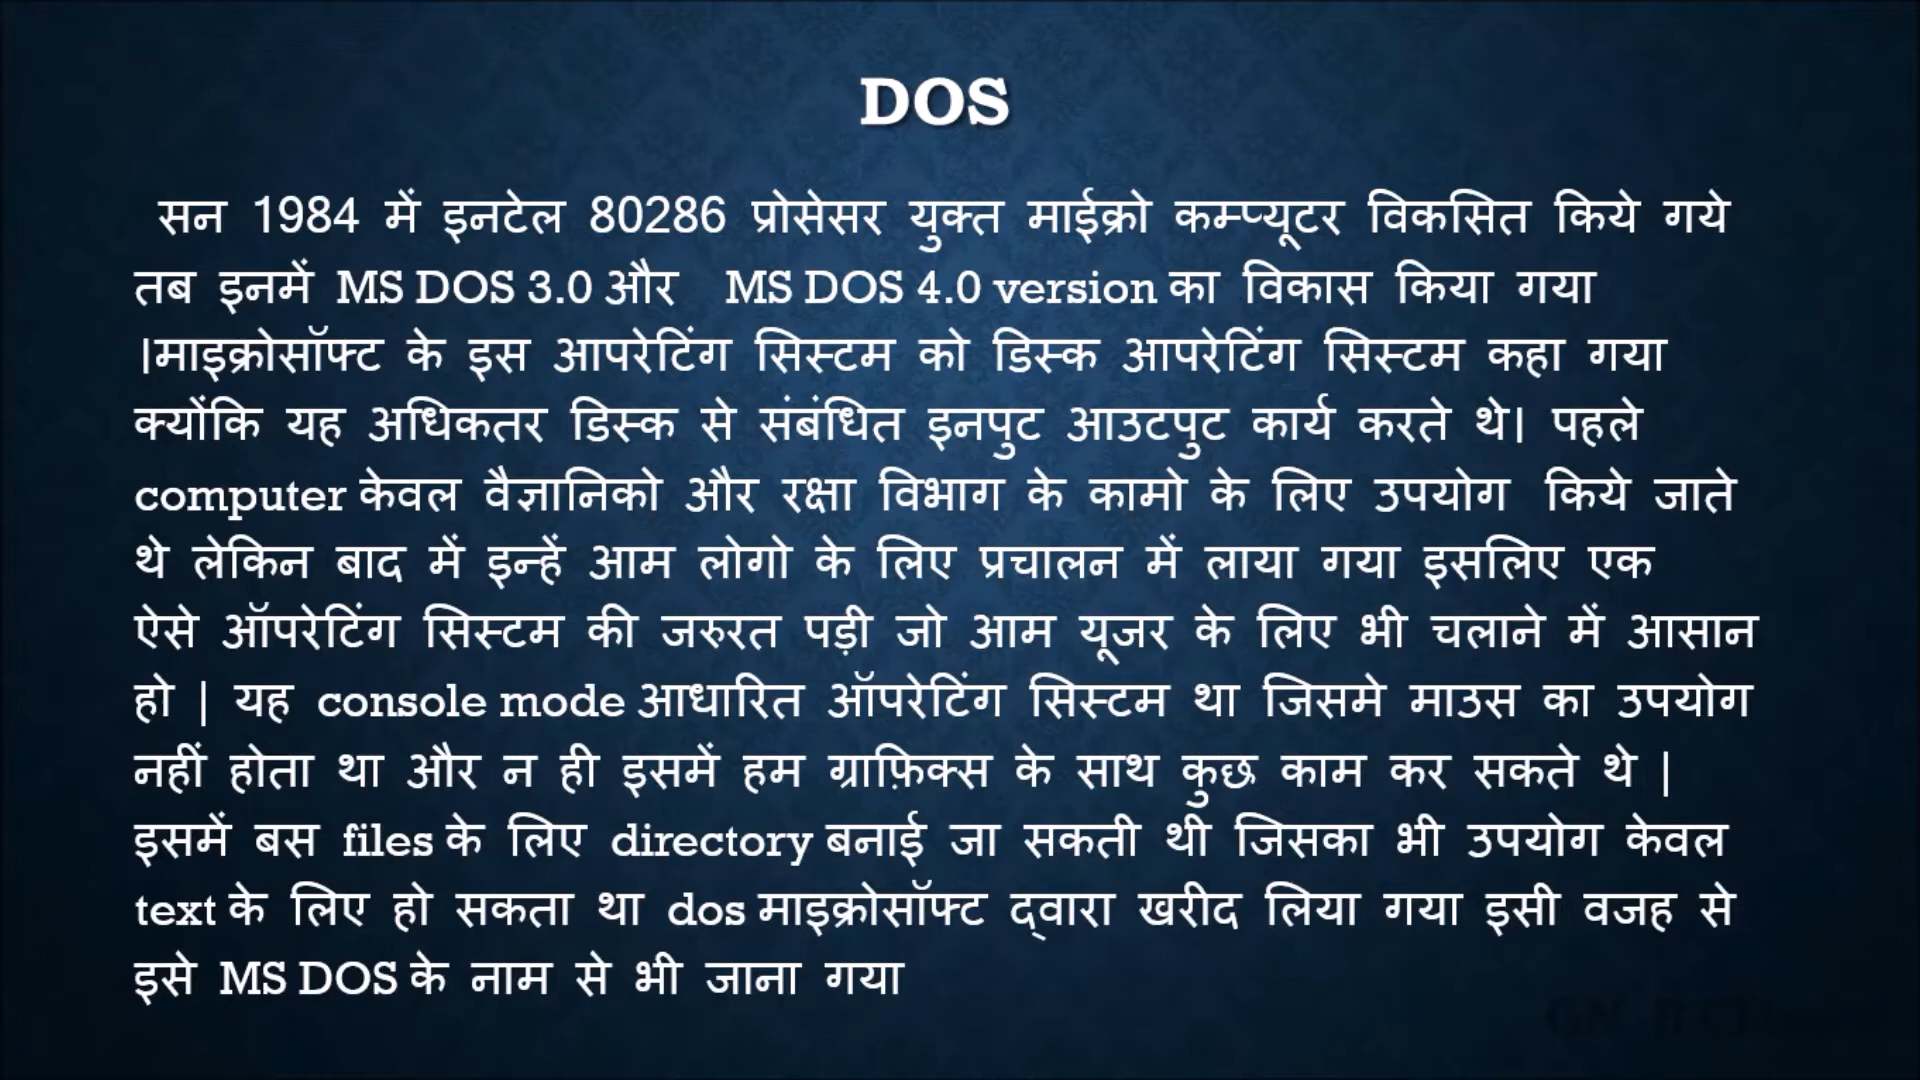 DOS
सन 1984 में इनटेल 80286 प्रोसेसर युक्त माईक्रो कम्प्यूटर विकसित किये गये
तब इनमें MS DOS 3.0 और MS DOS 4.0 version का विकास किया गया
।माइक्रोसॉफ्ट के इस आपरेटिंग सिस्टम को डिस्क आपरेटिंग सिस्टम कहा गया
क्योंकि यह अधिकतर डिस्क से संबंधित इनपुट आउटपुट कार्य करते थे। पहले
computer केवल वैज्ञानिको और रक्षा विभाग के कामो के लिए उपयोग किये जाते
थे लेकिन बाद में इन्हें आम लोगो के लिए प्रचालन में लाया गया इसलिए एक
ऐसे ऑपरेटिंग सिस्टम की जरुरत पड़ी जो आम यूजर के लिए भी चलाने में आसान
हो | यह console mode आधारित ऑपरेटिंग सिस्टम था जिसमे माउस का उपयोग
नहीं होता था और न ही इसमें हम ग्राफ़िक्स के साथ कुछ काम कर सकते थे |
इसमें बस files के लिए directory बनाई जा सकती थी जिसका भी उपयोग केवल
text के लिए हो सकता था dos माइक्रोसॉफ्ट द्वारा खरीद लिया गया इसी वजह से
इसे MS DOS के नाम से भी जाना गया